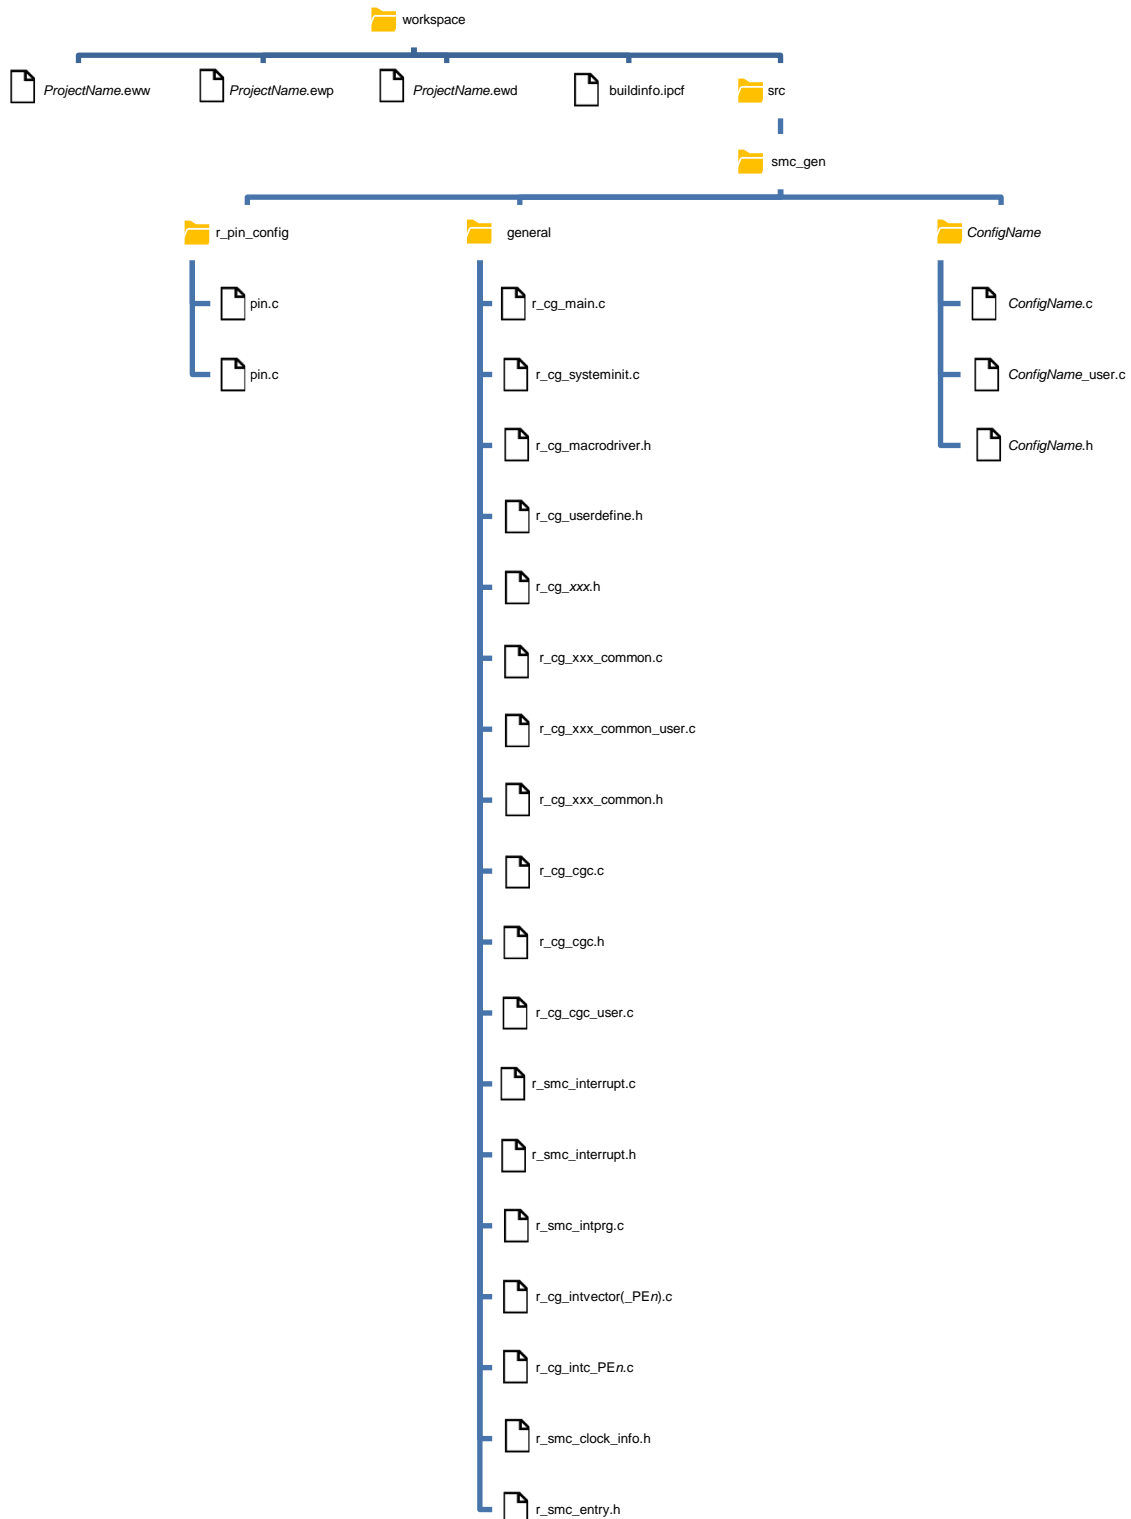 workspace
ProjectName.eww
ProjectName.ewp
ProjectName.ewd
buildinfo.ipcf
src
smc_gen
r_pin_config
general
ConfigName
pin.c
pin.c
r_cg_main.c
r_cg_systeminit.c
r_cg_macrodriver.h
r_cg_userdefine.h
r_cg_xxx.h
r_cg_xxx_common.c
r_cg_xxx_common_user.c
r_cg_xxx_common.h
r_cg_cgc.c
r_cg_cgc.h
r_cg_cgc_user.c
r_smc_interrupt.c
r_smc_interrupt.h
r_smc_intprg.c
r_cg_intvector(_PEn).c
r_cg_intc_PEn.c
r_smc_clock_info.h
r_smc_entry.h
ConfigName.c
ConfigName_user.c
ConfigName.h